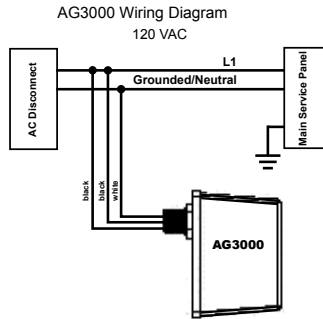 AG3000 Wiring Diagram
120 VAC
L1
Grounded/Neutral
AC Disconnect
Main Service Panel
black
black
white
AG3000